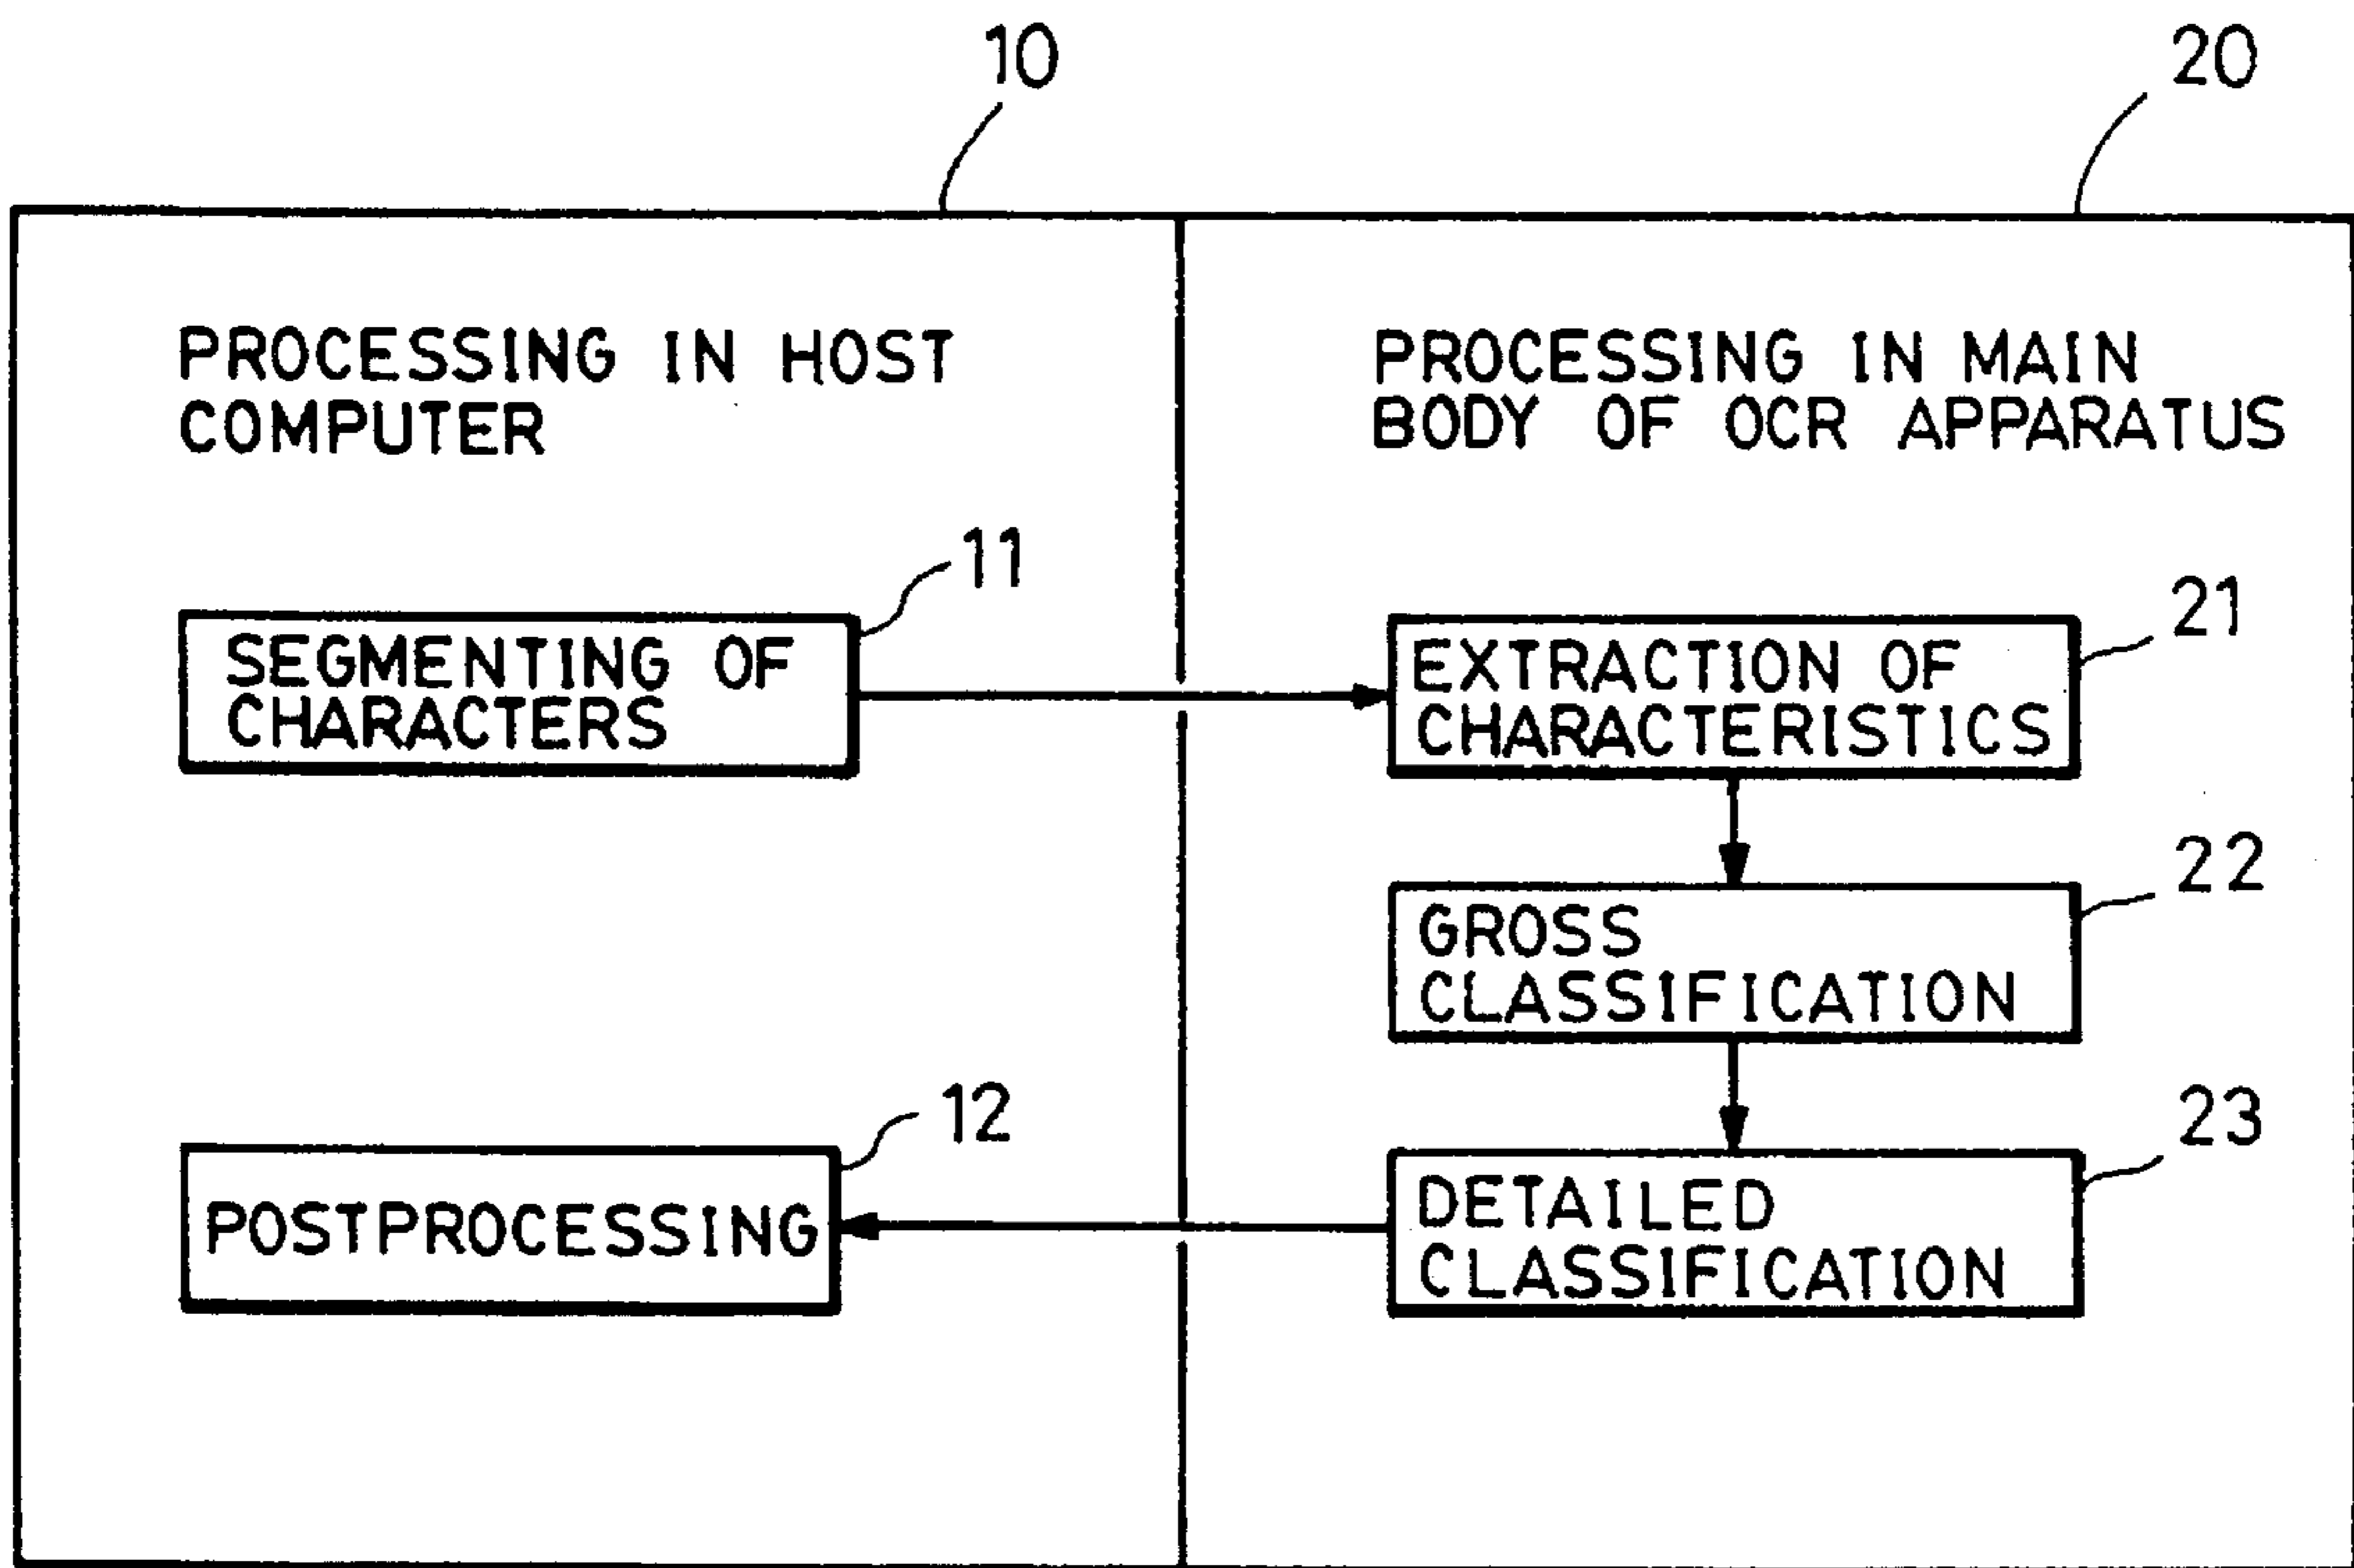 10
20
PROCESSING IN HOST
COMPUTER
PROCESSING IN MAIN
BODY OF OCR APPARATUS
11
SEGMENTING OF
CHARACTERS
21
EXTRACTION OF
CHARACTERISTICS
22
GROSS
CLASSIFICATION
23
DETAILED
CLASSIFICATION
12
POSTPROCESSING